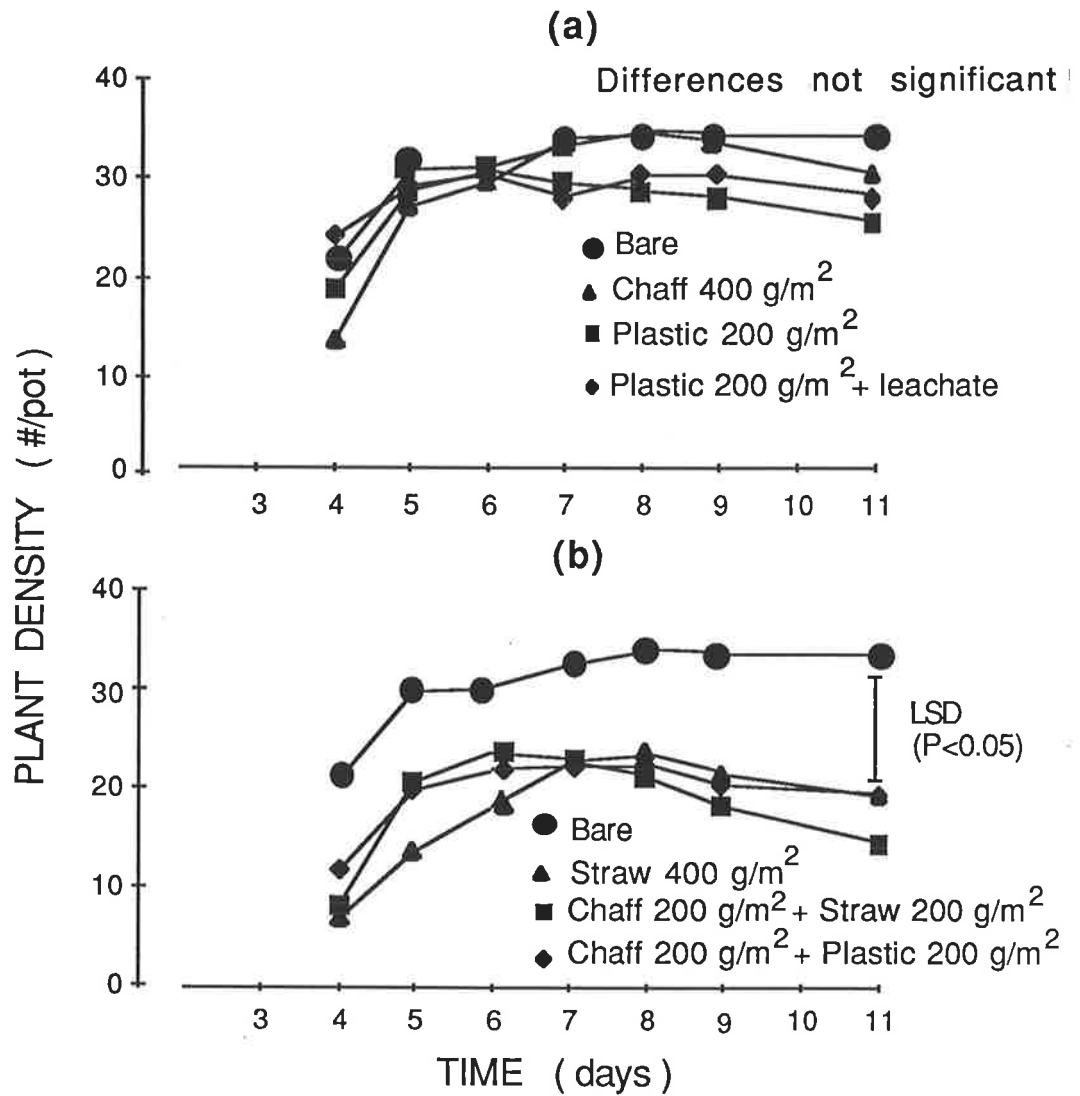 (a)
Differences not significant
40
30
20
10
0
Bare
Chaff 400 g/m²
Plastic 200 g/m²
Plastic 200 g/m² + leachate
3 4 5 6 7 8 9 10 11
PLANT DENSITY (#/pot)
(b)
40
30
20
10
0
LSD
(P<0.05)
Bare
Straw 400 g/m²
Chaff 200 g/m² + Straw 200 g/m²
Chaff 200 g/m² + Plastic 200 g/m²
3 4 5 6 7 8 9 10 11
TIME (days)